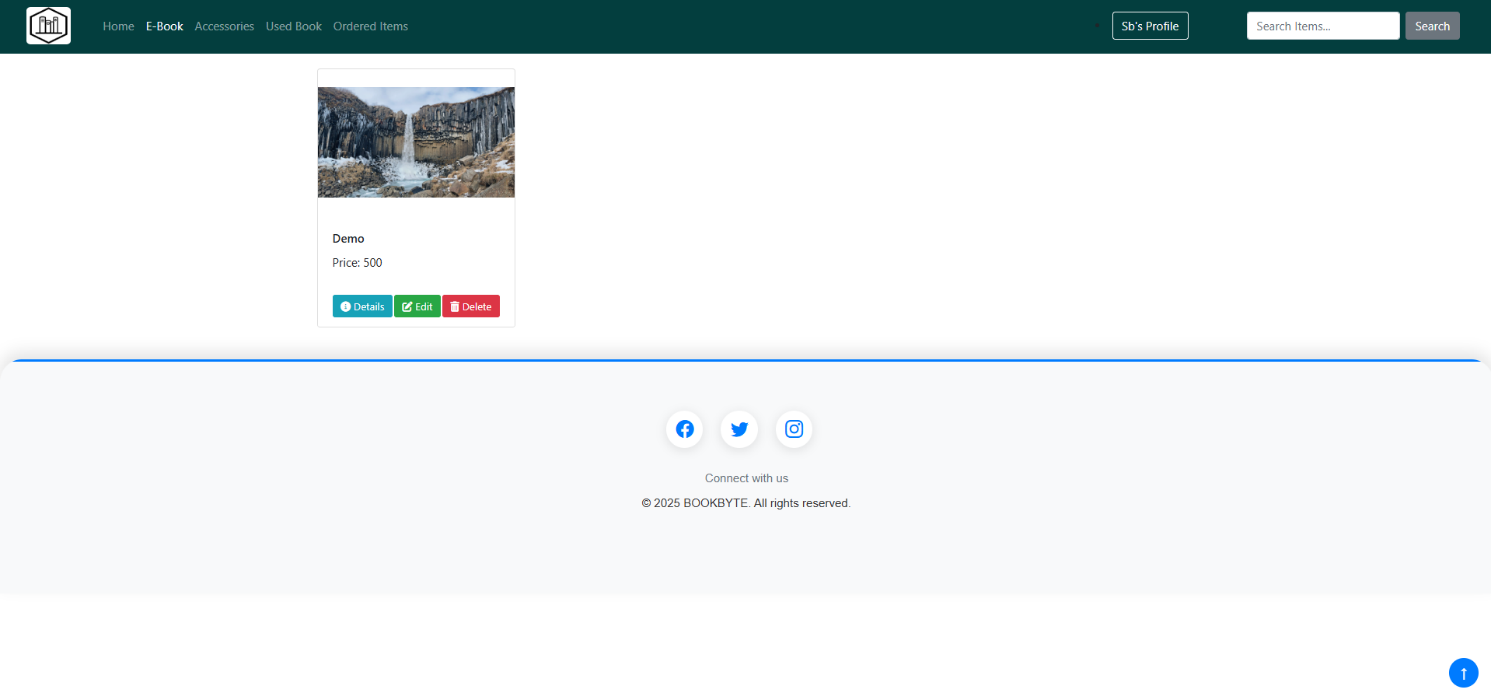 Home E-Book Accessories Used Book Ordered Items Sb's Profile Search Items... Search
Demo
Price: 500
Details Edit Delete
Connect with us
© 2025 BOOKBYTE. All rights reserved.
↑